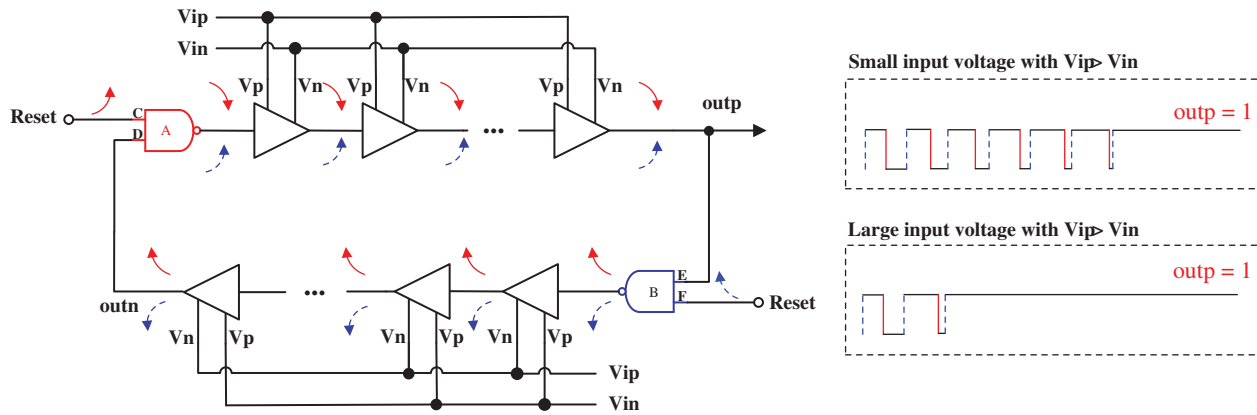 Vip
Vin
Vp
Vn
Vp
Vn
Vp
Vn
Reset
C
D
A
...
outp
outn
...
B
E
F
Reset
Vn
Vp
Vn
Vp
Vn
Vp
Vip
Vin
Small input voltage with Vip> Vin
outp = 1
Large input voltage with Vip> Vin
outp = 1